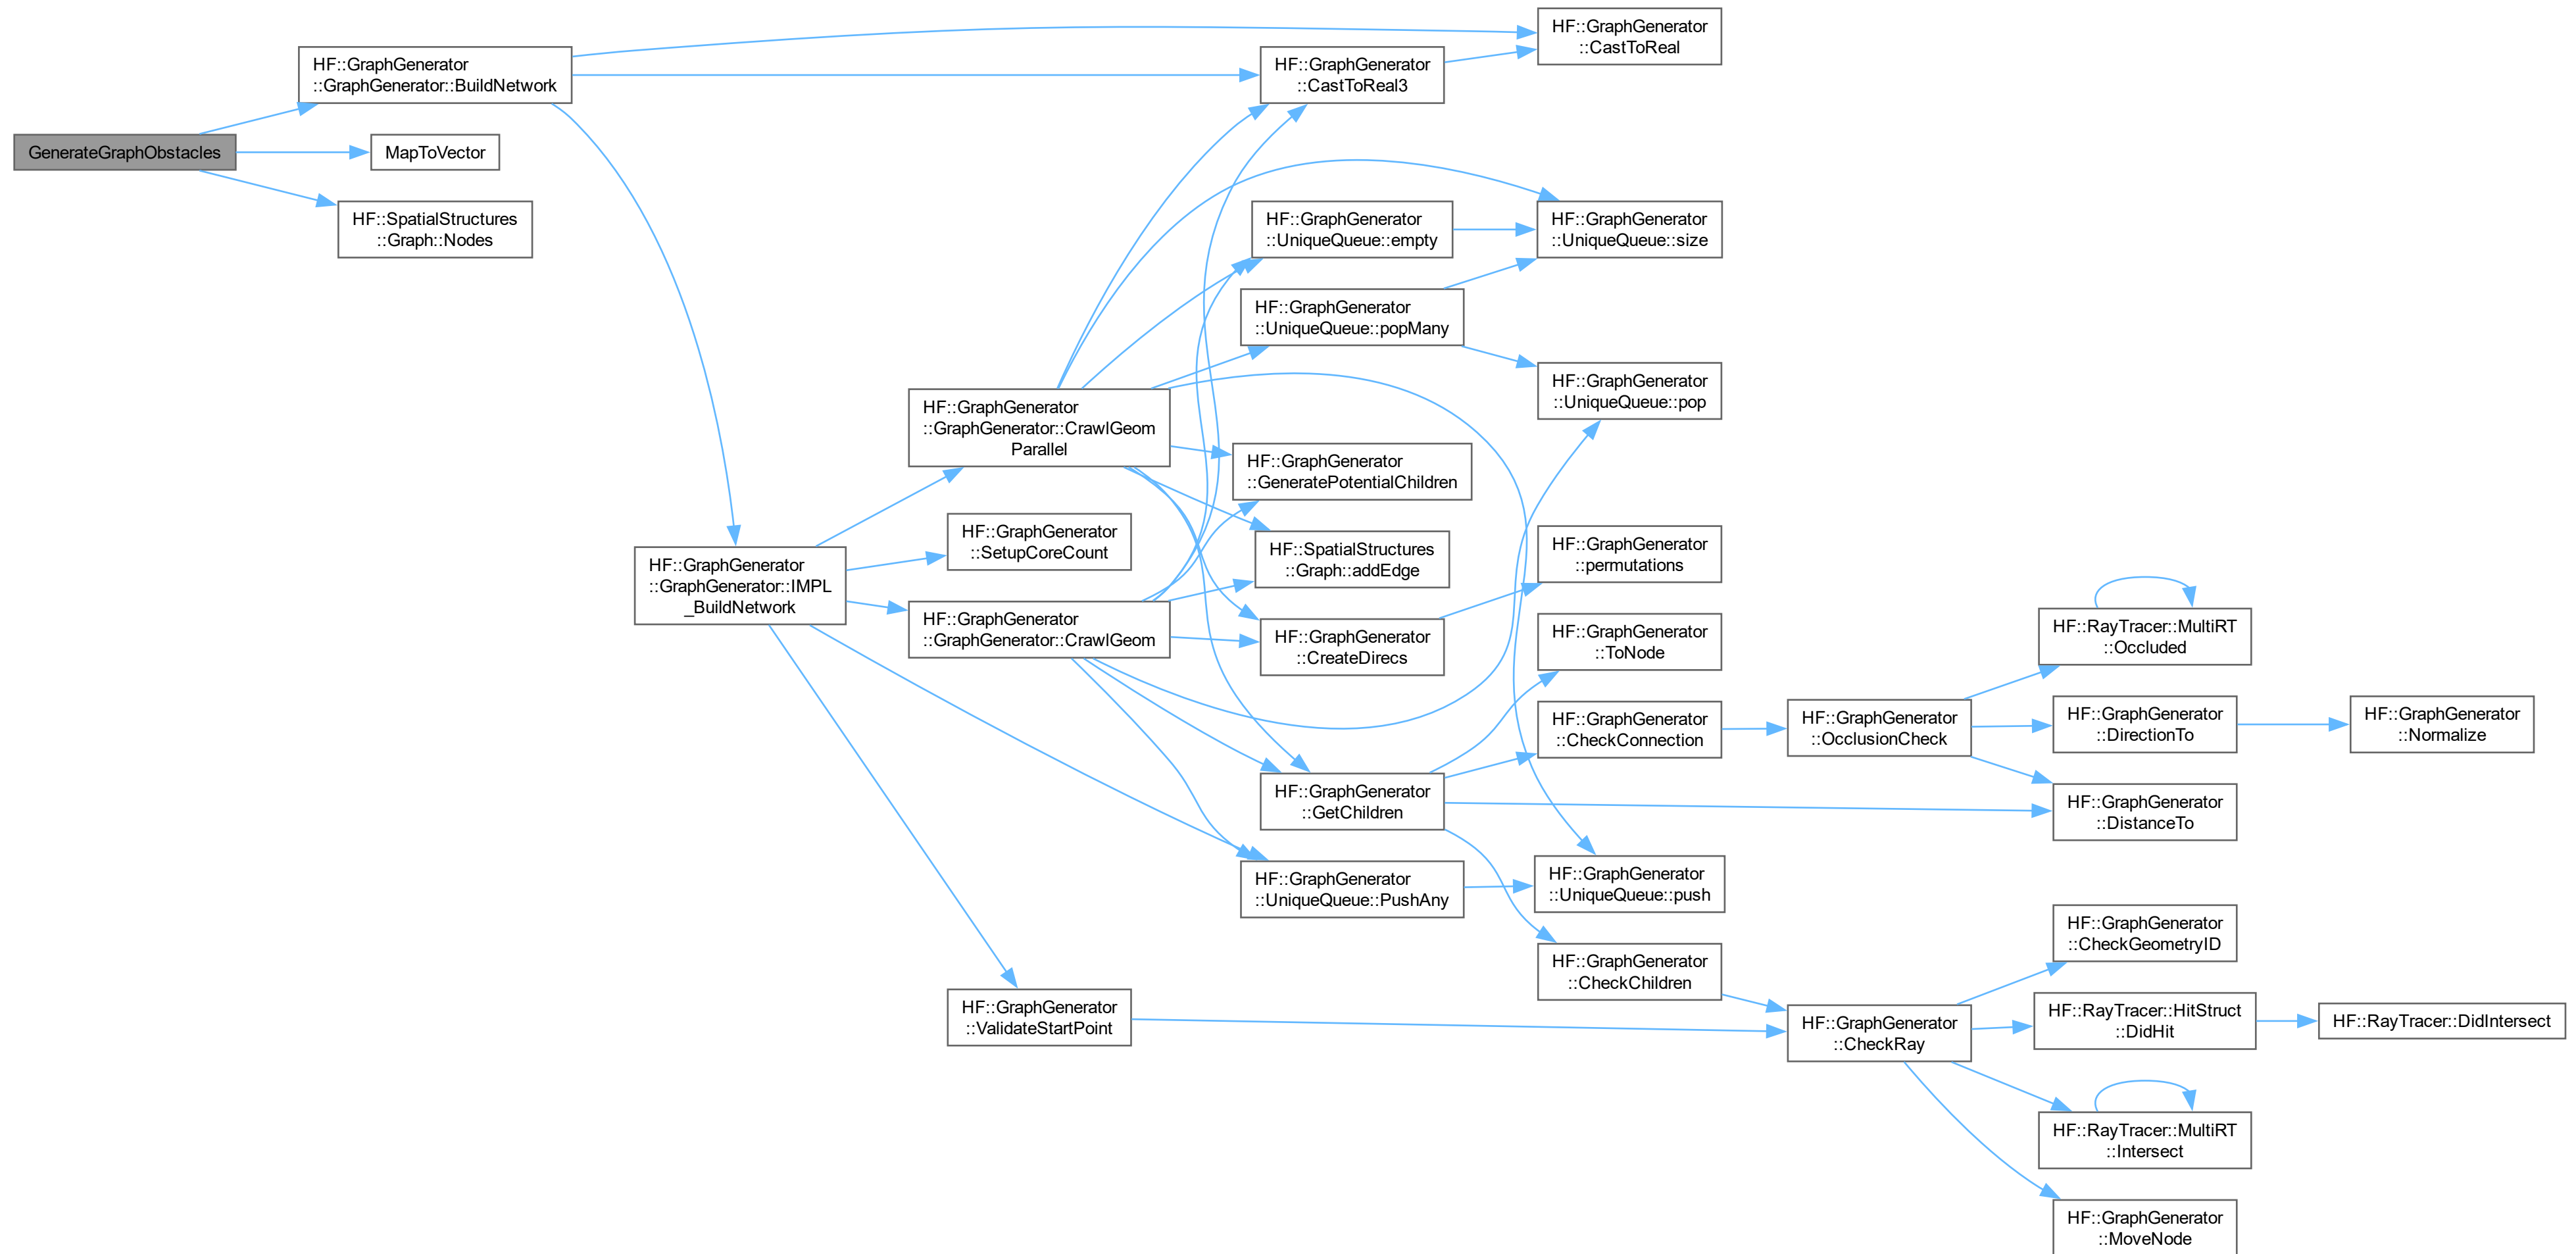 GenerateGraphObstacles
HF::GraphGenerator
::GraphGenerator::BuildNetwork
MapToVector
HF::SpatialStructures
::Graph::Nodes
HF::GraphGenerator
::GraphGenerator::IMPL
_BuildNetwork
HF::GraphGenerator
::GraphGenerator::CrawlGeom
Parallel
HF::GraphGenerator
::SetupCoreCount
HF::GraphGenerator
::GraphGenerator::CrawlGeom
HF::GraphGenerator
::ValidateStartPoint
HF::GraphGenerator
::CastToReal3
HF::GraphGenerator
::UniqueQueue::empty
HF::GraphGenerator
::UniqueQueue::popMany
HF::GraphGenerator
::GeneratePotentialChildren
HF::SpatialStructures
::Graph::addEdge
HF::GraphGenerator
::CreateDirecs
HF::GraphGenerator
::GetChildren
HF::GraphGenerator
::UniqueQueue::PushAny
HF::GraphGenerator
::CastToReal
HF::GraphGenerator
::UniqueQueue::size
HF::GraphGenerator
::UniqueQueue::pop
HF::GraphGenerator
::permutations
HF::GraphGenerator
::ToNode
HF::GraphGenerator
::CheckConnection
HF::GraphGenerator
::UniqueQueue::push
HF::GraphGenerator
::CheckChildren
HF::GraphGenerator
::OcclusionCheck
HF::GraphGenerator
::CheckRay
HF::RayTracer::MultiRT
::Occluded
HF::GraphGenerator
::DirectionTo
HF::GraphGenerator
::DistanceTo
HF::GraphGenerator
::CheckGeometryID
HF::RayTracer::HitStruct
::DidHit
HF::RayTracer::MultiRT
::Intersect
HF::GraphGenerator
::MoveNode
HF::GraphGenerator
::Normalize
HF::RayTracer::DidIntersect